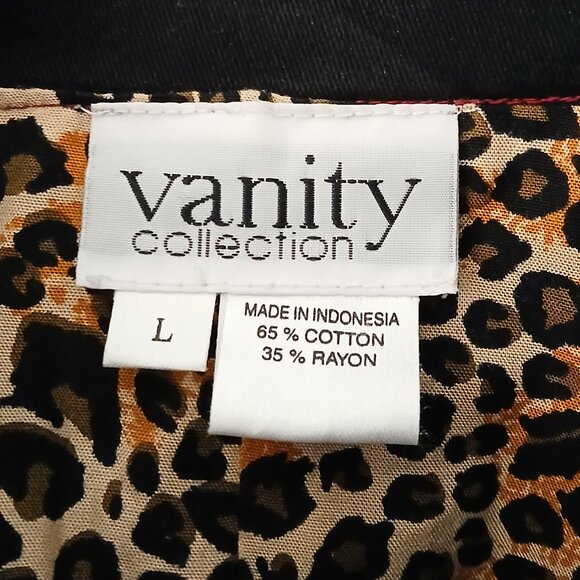 vanity
collection
L
MADE IN INDONESIA
65 % COTTON
35 % RAYON